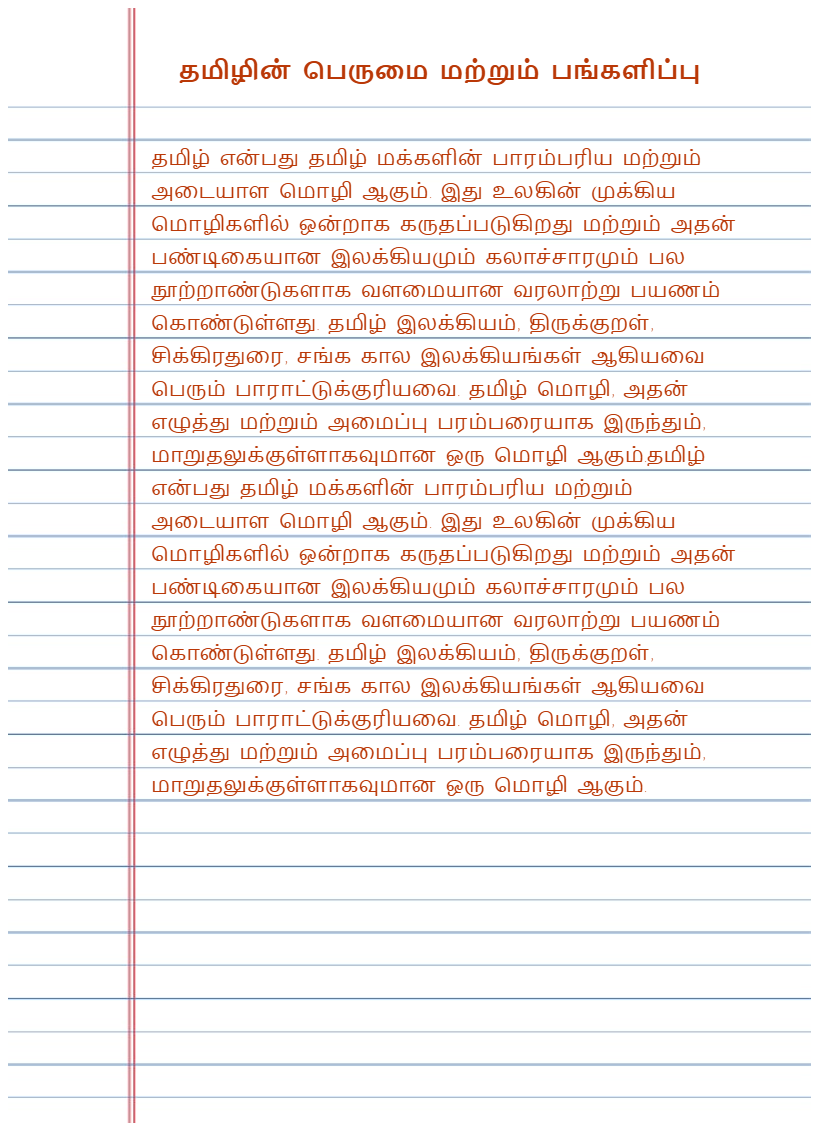 தமிழின் பெருமை மற்றும் பங்களிப்பு
தமிழ் என்பது தமிழ் மக்களின் பாரம்பரிய மற்றும்
அடையாள மொழி ஆகும். இது உலகின் முக்கிய
மொழிகளில் ஒன்றாக கருதப்படுகிறது மற்றும் அதன்
பண்டிகையான இலக்கியமும் கலாச்சாரமும் பல
நூற்றாண்டுகளாக வளமையான வரலாற்று பயணம்
கொண்டுள்ளது. தமிழ் இலக்கியம், திருக்குறள்,
சிக்கிரதுரை, சங்க கால இலக்கியங்கள் ஆகியவை
பெரும் பாராட்டுக்குரியவை. தமிழ் மொழி, அதன்
எழுத்து மற்றும் அமைப்பு பரம்பரையாக இருந்தும்,
மாறுதலுக்குள்ளாகவுமான ஒரு மொழி ஆகும்.தமிழ்
என்பது தமிழ் மக்களின் பாரம்பரிய மற்றும்
அடையாள மொழி ஆகும். இது உலகின் முக்கிய
மொழிகளில் ஒன்றாக கருதப்படுகிறது மற்றும் அதன்
பண்டிகையான இலக்கியமும் கலாச்சாரமும் பல
நூற்றாண்டுகளாக வளமையான வரலாற்று பயணம்
கொண்டுள்ளது. தமிழ் இலக்கியம், திருக்குறள்,
சிக்கிரதுரை, சங்க கால இலக்கியங்கள் ஆகியவை
பெரும் பாராட்டுக்குரியவை. தமிழ் மொழி, அதன்
எழுத்து மற்றும் அமைப்பு பரம்பரையாக இருந்தும்,
மாறுதலுக்குள்ளாகவுமான ஒரு மொழி ஆகும்.